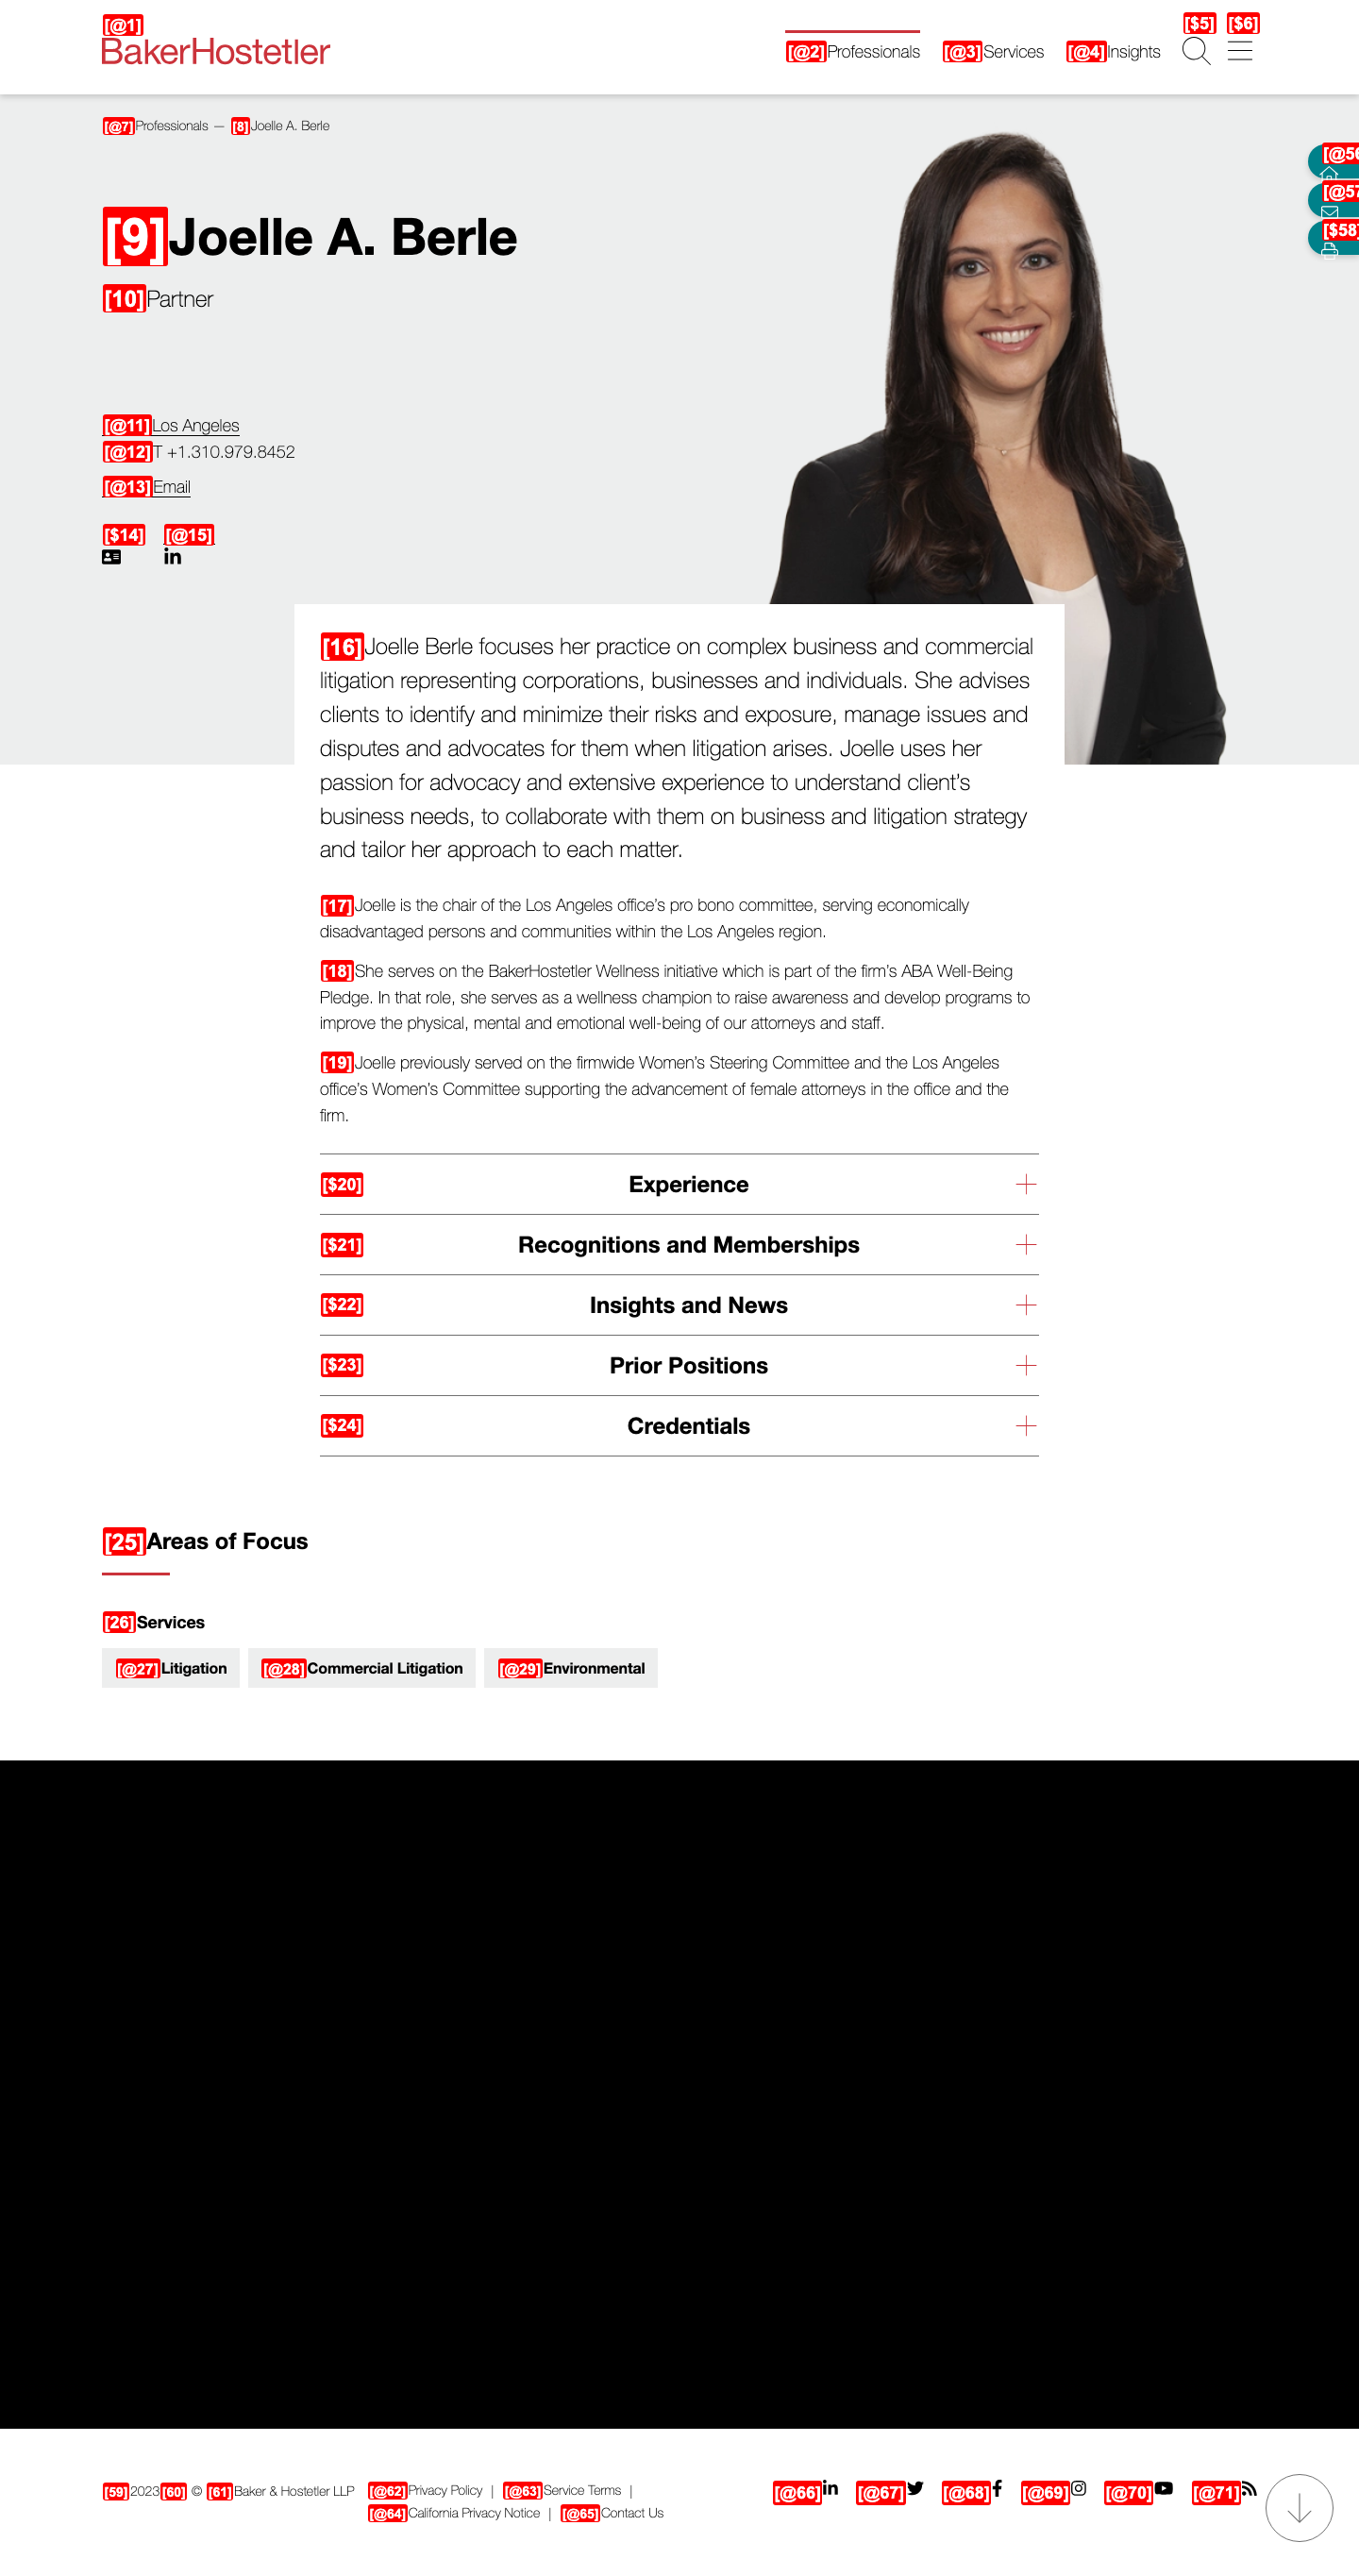 [@1]
BakerHostetler
[@2]Professionals [@3]Services [@4]Insights [$5] [$6]
[@7]Professionals — [8]Joelle A. Berle
[@56
[@57
[$58]
[9]Joelle A. Berle
[10]Partner
[@11]Los Angeles
[@12]T +1.310.979.8452
[@13]Email
[$14] [@15]
[16]Joelle Berle focuses her practice on complex business and commercial
litigation representing corporations, businesses and individuals. She advises
clients to identify and minimize their risks and exposure, manage issues and
disputes and advocates for them when litigation arises. Joelle uses her
passion for advocacy and extensive experience to understand client’s
business needs, to collaborate with them on business and litigation strategy
and tailor her approach to each matter.
[17]Joelle is the chair of the Los Angeles office’s pro bono committee, serving economically
disadvantaged persons and communities within the Los Angeles region.
[18]She serves on the BakerHostetler Wellness initiative which is part of the firm’s ABA Well-Being
Pledge. In that role, she serves as a wellness champion to raise awareness and develop programs to
improve the physical, mental and emotional well-being of our attorneys and staff.
[19]Joelle previously served on the firmwide Women’s Steering Committee and the Los Angeles
office’s Women’s Committee supporting the advancement of female attorneys in the office and the
firm.
[$20] Experience
[$21] Recognitions and Memberships
[$22] Insights and News
[$23] Prior Positions
[$24] Credentials
[25]Areas of Focus
[26]Services
[@27]Litigation [@28]Commercial Litigation [@29]Environmental
[59]2023[60] © [61]Baker & Hostetler LLP [@62]Privacy Policy | [@63]Service Terms |
[@64]California Privacy Notice | [@65]Contact Us
[@66] [@67] [@68] [@69] [@70] [@71]